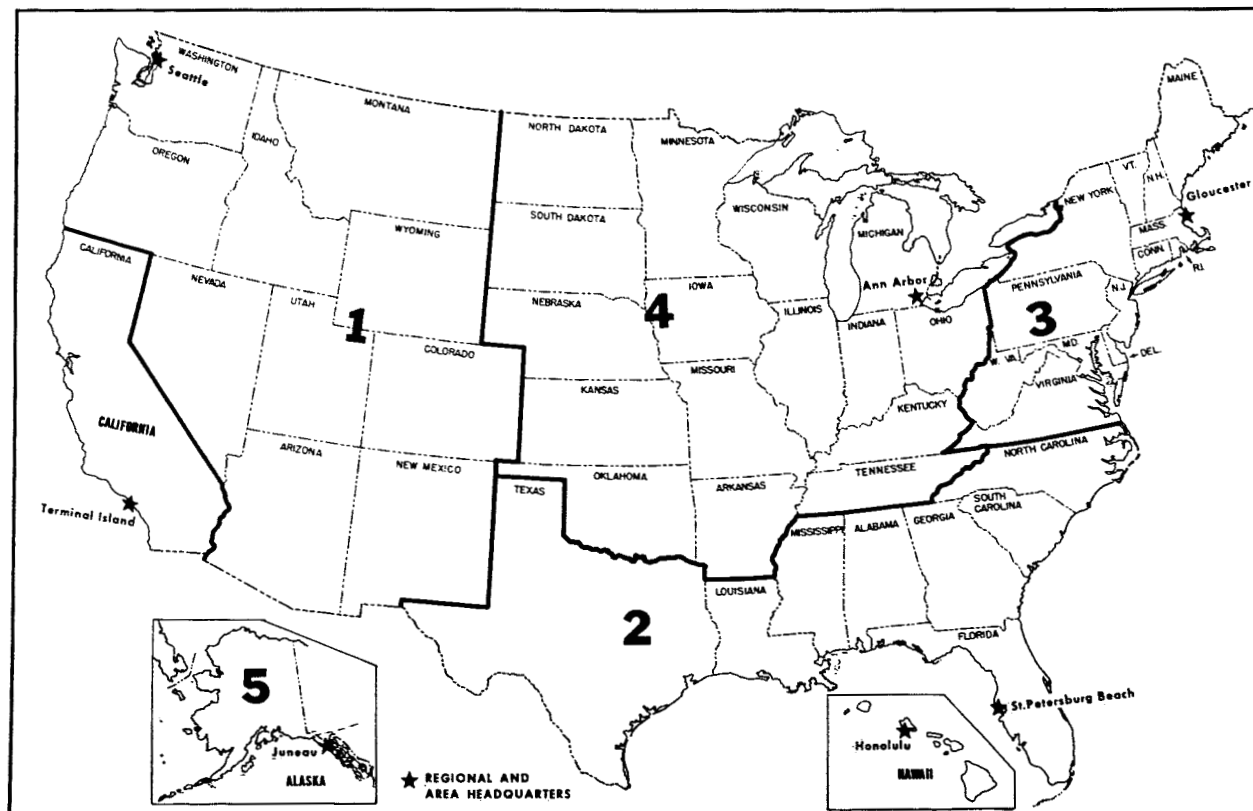 WASHINGTON
Seattle
MONTANA
IDAHO
OREGON
NORTH DAKOTA
MINNESOTA
SOUTH DAKOTA
WISCONSIN
MICHIGAN
WYOMING
MAINE
VT.
N.H.
NEW YORK
Gloucester
MASS.
CONN.
R.I.
CALIFORNIA
NEVADA
UTAH
1
NEBRASKA
4
IOWA
Ann Arbor
PENNSYLVANIA
N.J.
3
ILLINOIS
INDIANA
OHIO
COLORADO
W. VA.
MD.
DEL.
MISSOURI
VIRGINIA
KANSAS
KENTUCKY
CALIFORNIA
ARIZONA
NEW MEXICO
NORTH CAROLINA
TENNESSEE
OKLAHOMA
TEXAS
ARKANSAS
SOUTH
CAROLINA
Terminal Island
MISSISSIPPI
ALABAMA
GEORGIA
LOUISIANA
2
FLORIDA
5
St. Petersburg Beach
Juneau
ALASKA
Honolulu
HAWAII
REGIONAL AND
AREA HEADQUARTERS